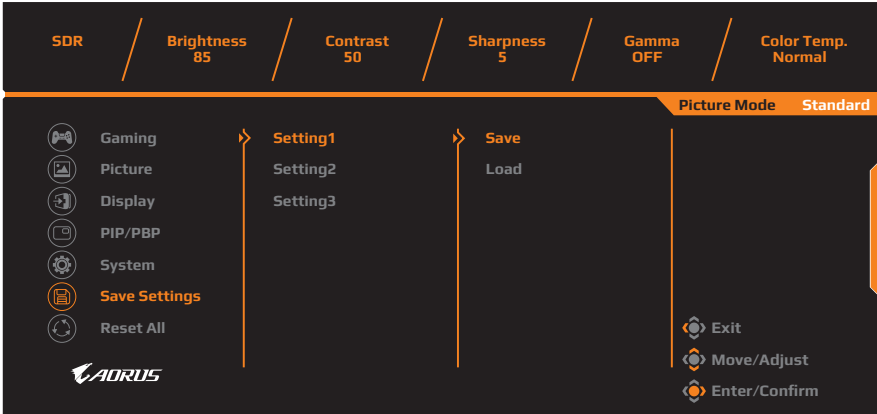 SDR Brightness Contrast Sharpness Gamma Color Temp.
85 50 5 OFF Normal
Picture Mode Standard
Gaming Setting1 Save
Picture Setting2 Load
Display Setting3
PIP/PBP
System
Save Settings
Reset All
Exit
Move/Adjust
Enter/Confirm
AORUS